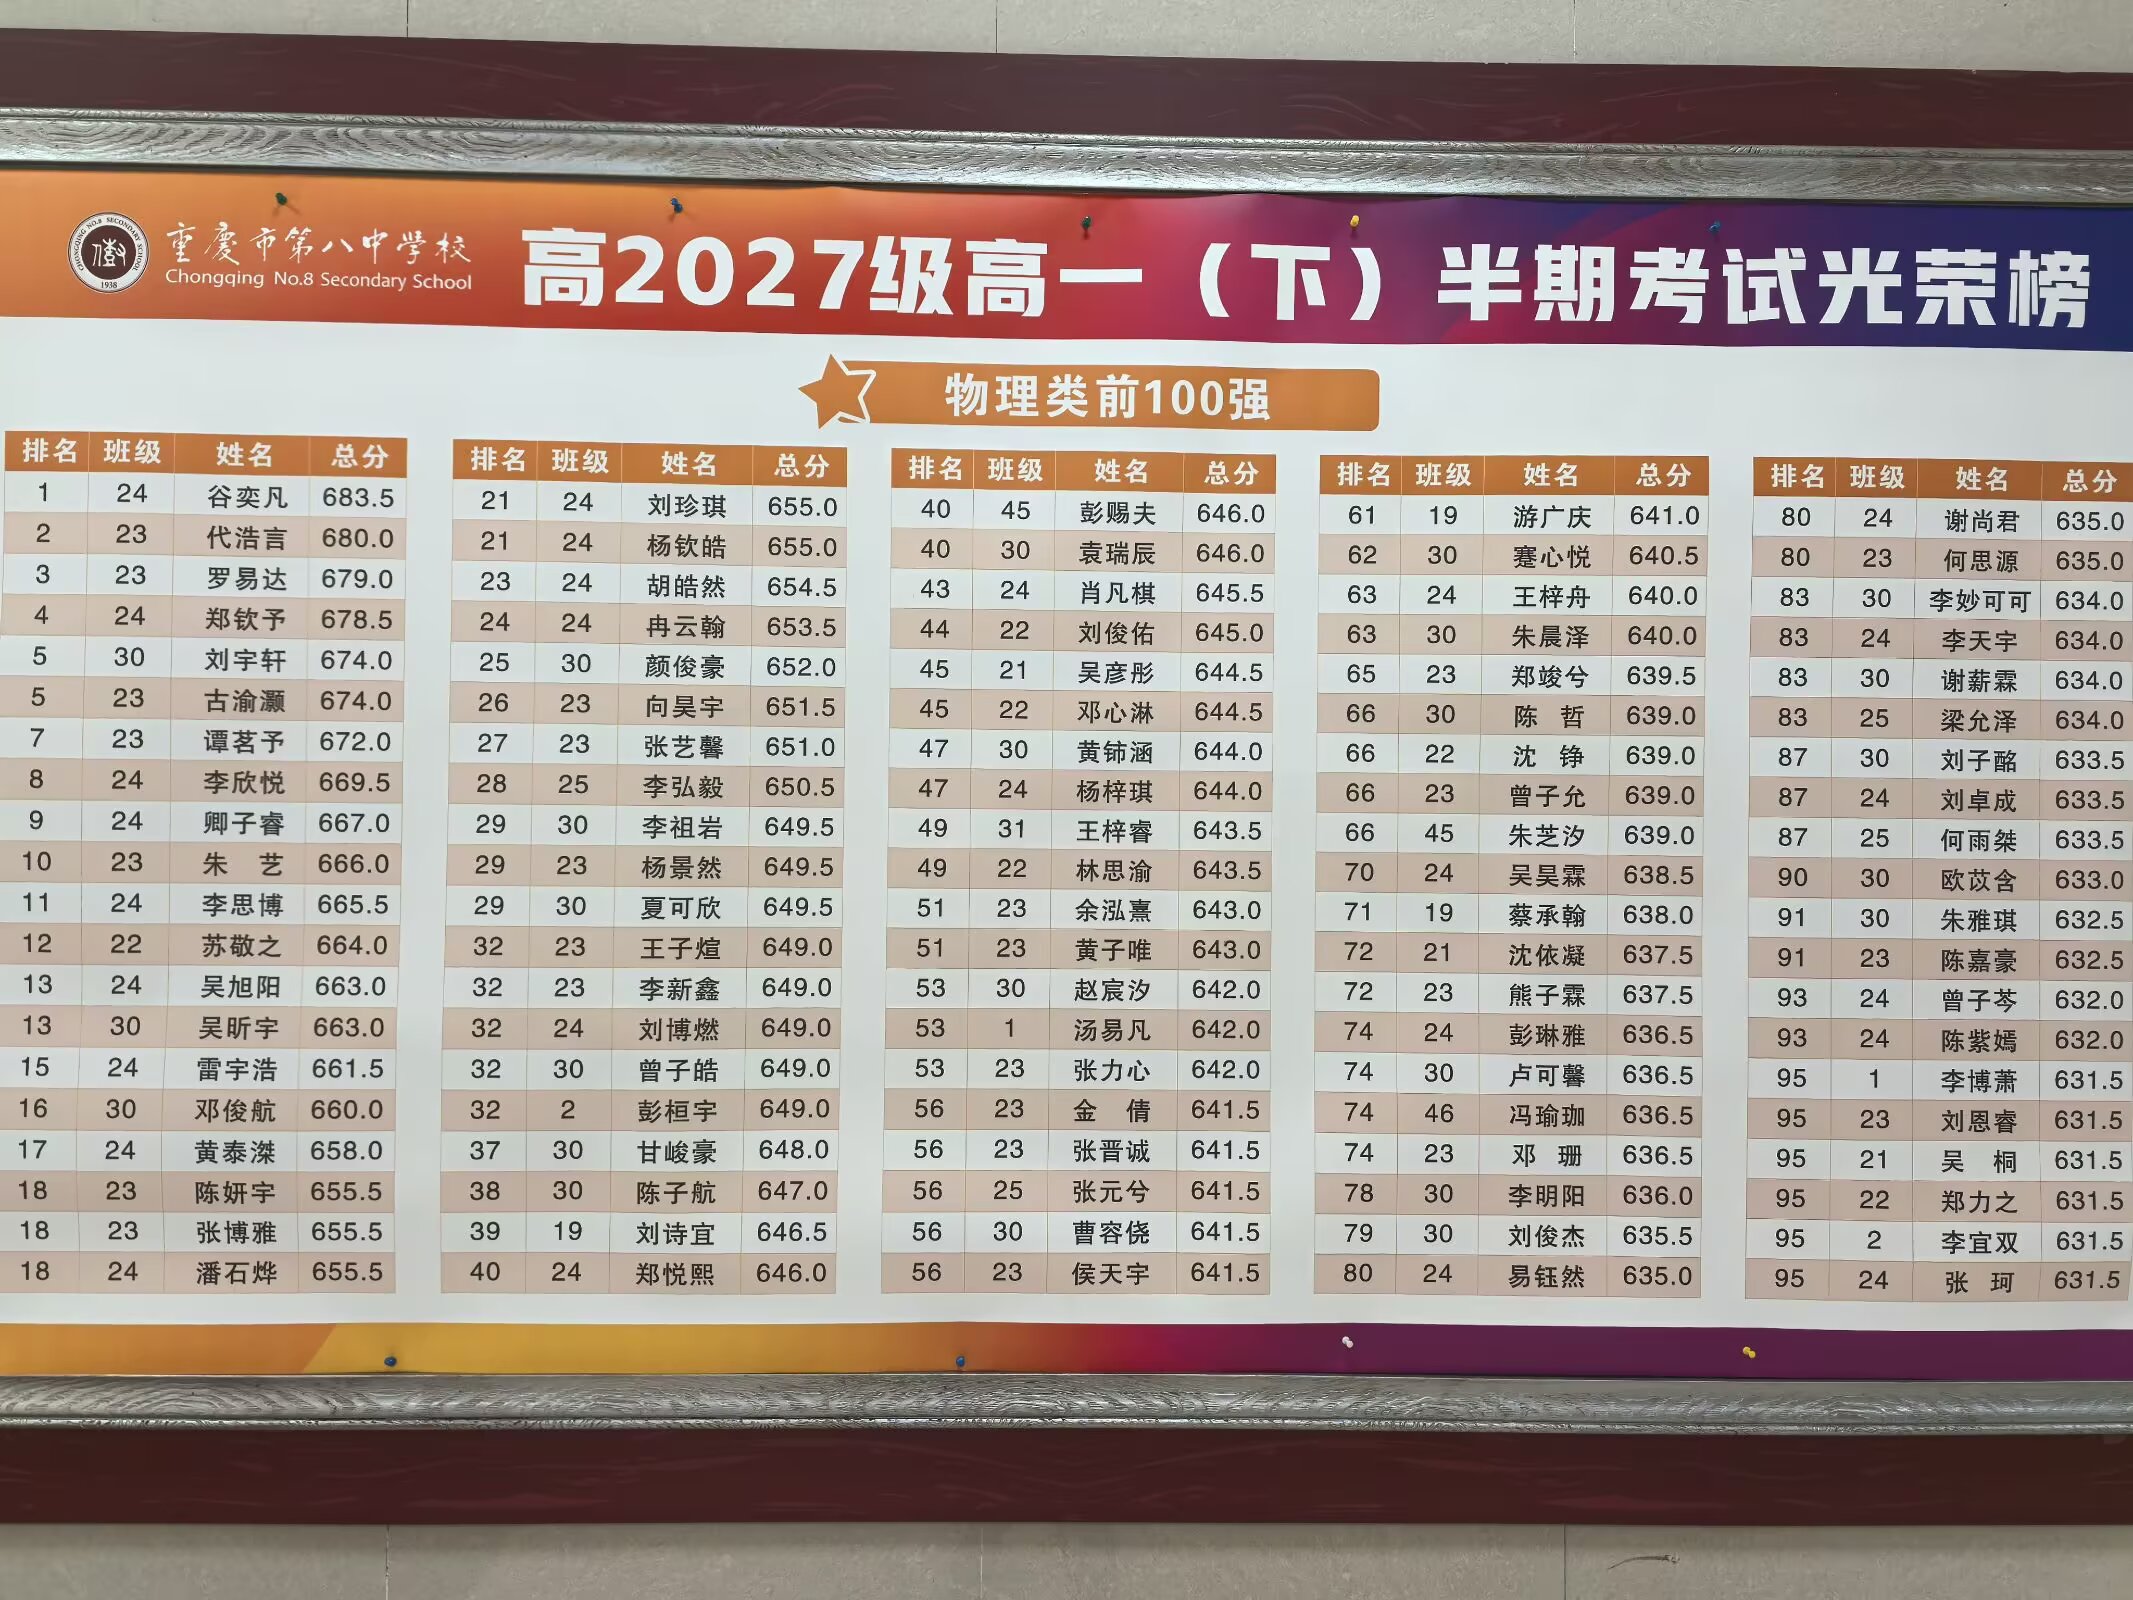 重慶市第八中学校
Chongqing No.8 Secondary School
CHONGQING NO.8 SECONDARY SCHOOL
1938
高2027级高一（下）半期考试光荣榜
物理类前100强
排名 班级 姓名 总分
1 24 谷奕凡 683.5
2 23 代浩言 680.0
3 23 罗易达 679.0
4 24 郑钦予 678.5
5 30 刘宇轩 674.0
5 23 古渝灏 674.0
7 23 谭茗予 672.0
8 24 李欣悦 669.5
9 24 卿子睿 667.0
10 23 朱 艺 666.0
11 24 李思博 665.5
12 22 苏敬之 664.0
13 24 吴旭阳 663.0
13 30 吴昕宇 663.0
15 24 雷宇浩 661.5
16 30 邓俊航 660.0
17 24 黄泰滐 658.0
18 23 陈妍宇 655.5
18 23 张博雅 655.5
18 24 潘石烨 655.5
排名 班级 姓名 总分
21 24 刘珍琪 655.0
21 24 杨钦皓 655.0
23 24 胡皓然 654.5
24 24 冉云翰 653.5
25 30 颜俊豪 652.0
26 23 向昊宇 651.5
27 23 张艺馨 651.0
28 25 李弘毅 650.5
29 30 李祖岩 649.5
29 23 杨景然 649.5
29 30 夏可欣 649.5
32 23 王子煊 649.0
32 23 李新鑫 649.0
32 24 刘博燃 649.0
32 30 曾子皓 649.0
32 2 彭桓宇 649.0
37 30 甘峻豪 648.0
38 30 陈子航 647.0
39 19 刘诗宜 646.5
40 24 郑悦熙 646.0
排名 班级 姓名 总分
40 45 彭赐夫 646.0
40 30 袁瑞辰 646.0
43 24 肖凡棋 645.5
44 22 刘俊佑 645.0
45 21 吴彦彤 644.5
45 22 邓心淋 644.5
47 30 黄铈涵 644.0
47 24 杨梓琪 644.0
49 31 王梓睿 643.5
49 22 林思渝 643.5
51 23 余泓熹 643.0
51 23 黄子唯 643.0
53 30 赵宸汐 642.0
53 1 汤易凡 642.0
53 23 张力心 642.0
56 23 金 倩 641.5
56 23 张晋诚 641.5
56 25 张元兮 641.5
56 30 曹容侥 641.5
56 23 侯天宇 641.5
排名 班级 姓名 总分
61 19 游广庆 641.0
62 30 蹇心悦 640.5
63 24 王梓舟 640.0
63 30 朱晨泽 640.0
65 23 郑竣兮 639.5
66 30 陈 哲 639.0
66 22 沈 铮 639.0
66 23 曾子允 639.0
66 45 朱芝汐 639.0
70 24 吴昊霖 638.5
71 19 蔡承翰 638.0
72 21 沈依凝 637.5
72 23 熊子霖 637.5
74 24 彭琳雅 636.5
74 30 卢可馨 636.5
74 46 冯瑜珈 636.5
74 23 邓 珊 636.5
78 30 李明阳 636.0
79 30 刘俊杰 635.5
80 24 易钰然 635.0
排名 班级 姓名 总分
80 24 谢尚君 635.0
80 23 何思源 635.0
83 30 李妙可可 634.0
83 24 李天宇 634.0
83 30 谢薪霖 634.0
83 25 梁允泽 634.0
87 30 刘子酩 633.5
87 24 刘卓成 633.5
87 25 何雨桀 633.5
90 30 欧苡含 633.0
91 30 朱雅琪 632.5
91 23 陈嘉豪 632.5
93 24 曾子芩 632.0
93 24 陈紫嫣 632.0
95 1 李博萧 631.5
95 23 刘恩睿 631.5
95 21 吴 桐 631.5
95 22 郑力之 631.5
95 2 李宜双 631.5
95 24 张 珂 631.5